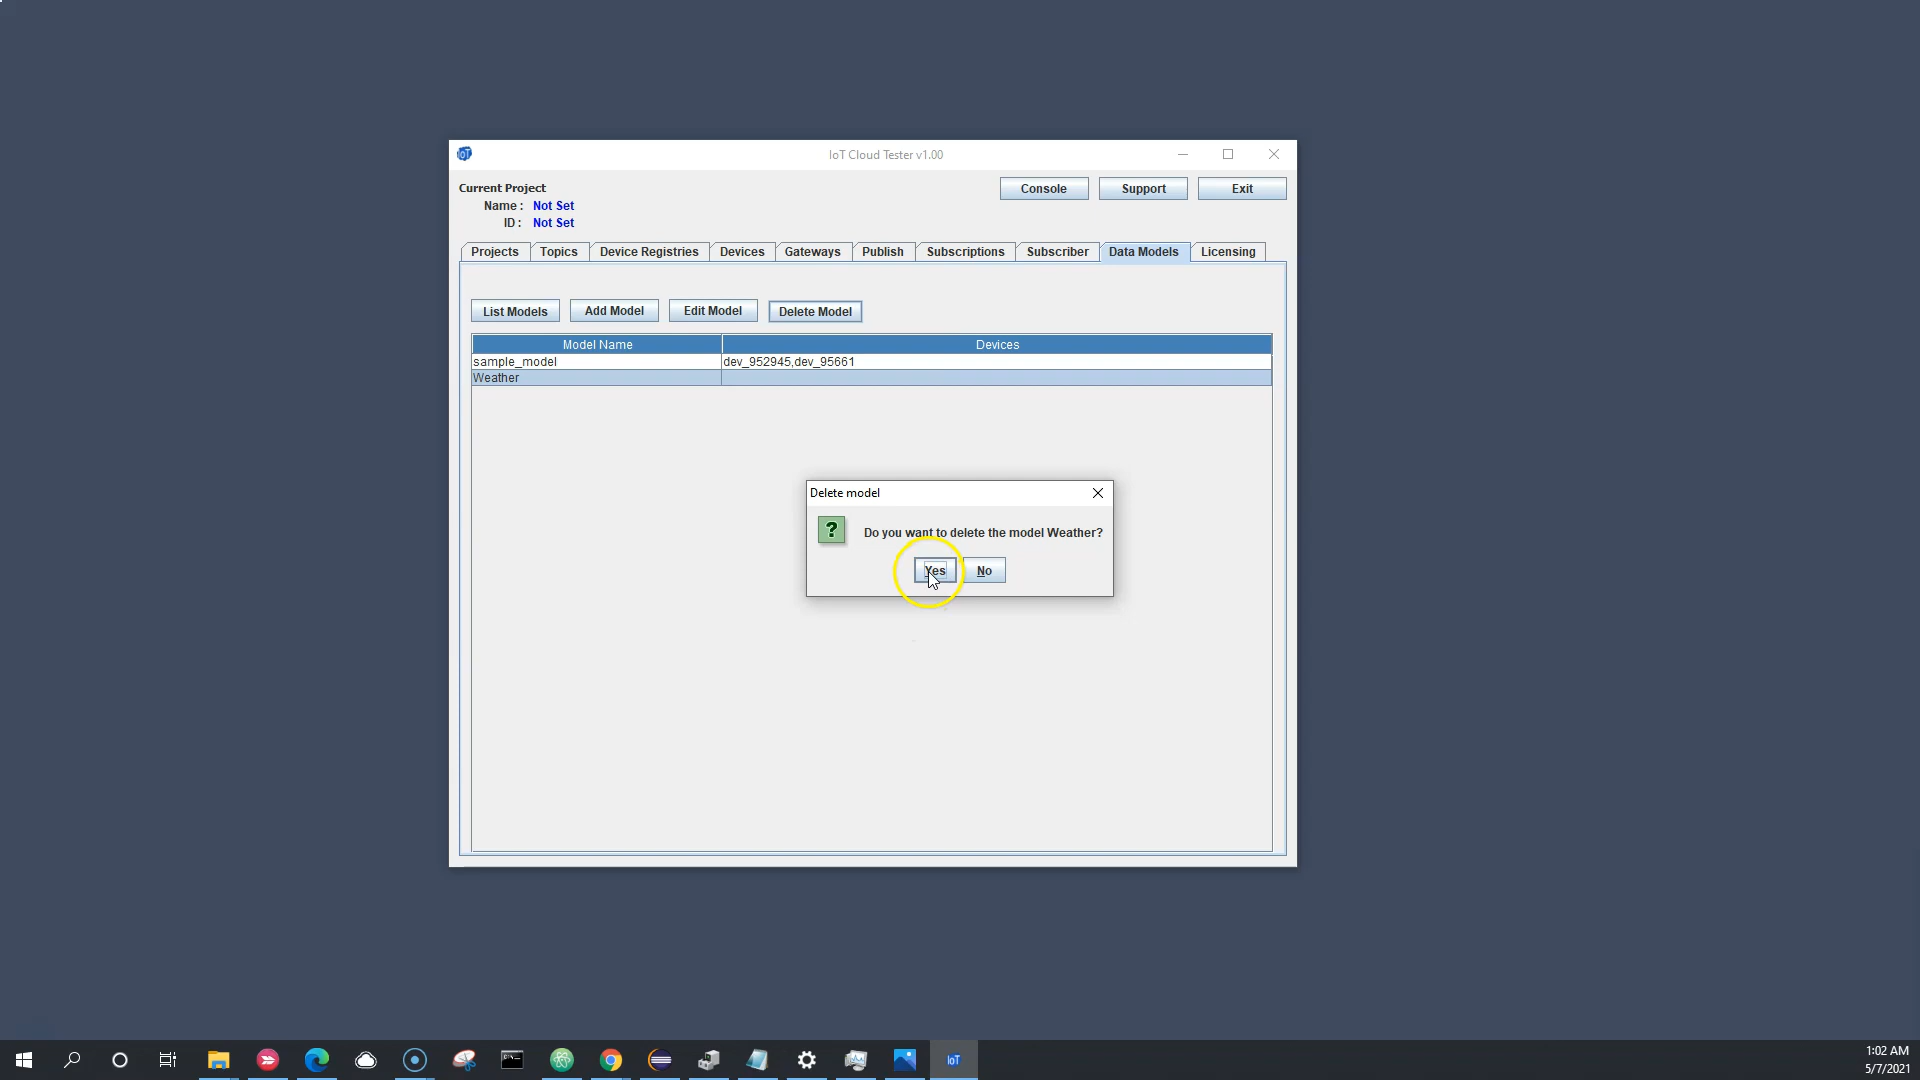 IoT Cloud Tester v1.00
Current Project
Name : Not Set
ID : Not Set
Console Support Exit
Projects Topics Device Registries Devices Gateways Publish Subscriptions Subscriber Data Models Licensing
List Models Add Model Edit Model Delete Model
Model Name Devices
sample_model dev_952945,dev_95661
Weather
Delete model
Do you want to delete the model Weather?
Yes No
IoT
1:02 AM
5/7/2021